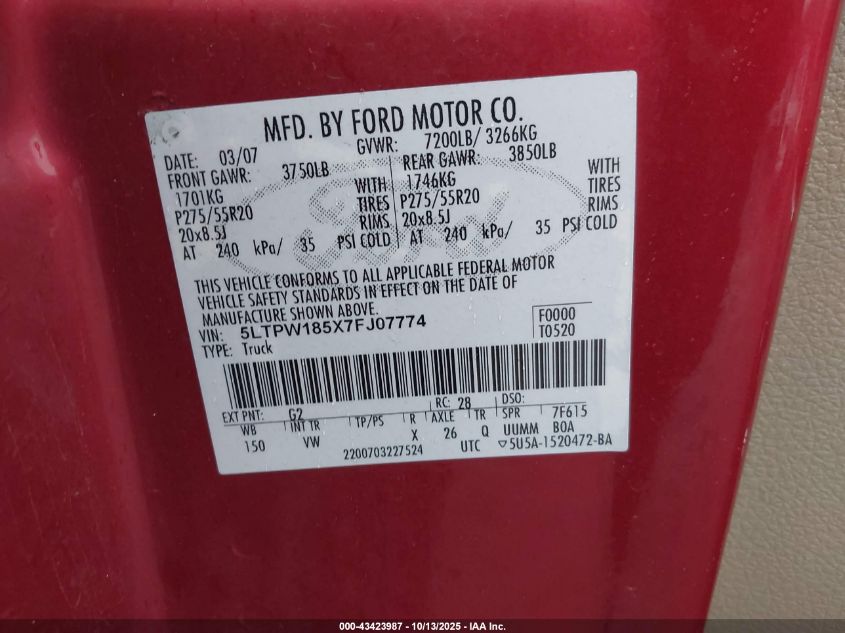 MFD. BY FORD MOTOR CO.
DATE: 03/07 GVWR: 7200LB/ 3266KG
FRONT GAWR: 3750LB REAR GAWR: 3850LB
1701KG WITH 1746KG WITH
P275/55R20 TIRES P275/55R20 TIRES
20x8.5J RIMS 20x8.5J RIMS
AT 240 kPa/ 35 PSI COLD AT 240 kPa/ 35 PSI COLD
Ford
THIS VEHICLE CONFORMS TO ALL APPLICABLE FEDERAL MOTOR
VEHICLE SAFETY STANDARDS IN EFFECT ON THE DATE OF
MANUFACTURE SHOWN ABOVE.
VIN: 5LTPW185X7FJ07774 F0000
TYPE: Truck T0520
EXT PNT: G2 RC: 28 DSO:
WB INT TR TP/PS R AXLE TR SPR 7F615
150 VW X 26 Q UUMM BOA
2200703227524 UTC 5U5A-1520472-BA
000-43423987 - 10/13/2025 - IAA Inc.